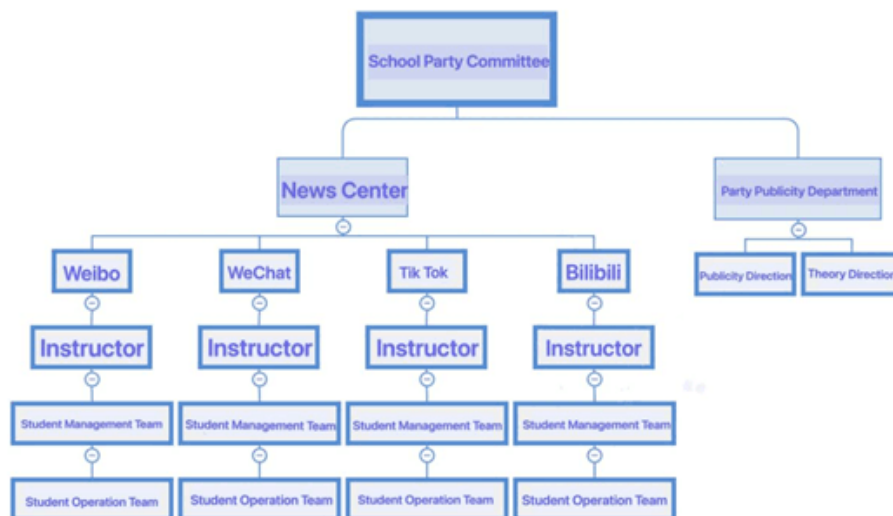 School Party Committee
News Center
Party Publicity Department
Weibo
WeChat
Tik Tok
Bilibili
Publicity Direction
Theory Direction
Instructor
Instructor
Instructor
Instructor
Student Management Team
Student Management Team
Student Management Team
Student Management Team
Student Operation Team
Student Operation Team
Student Operation Team
Student Operation Team